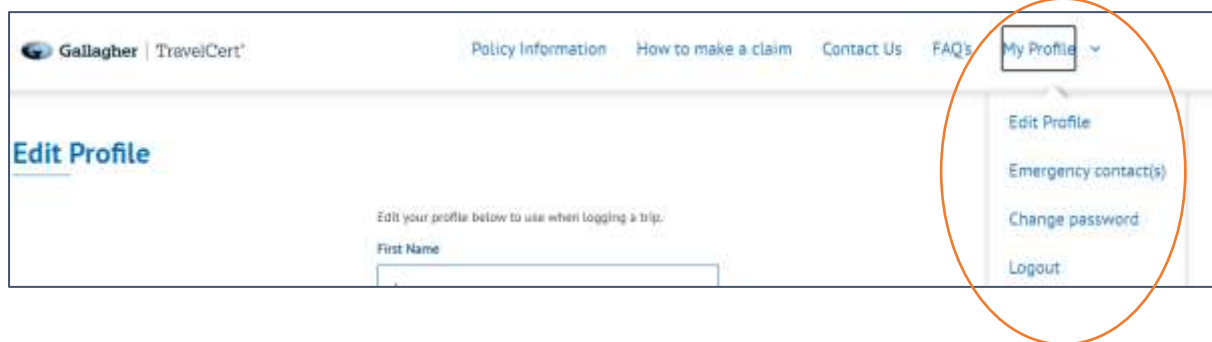 Gallagher | TravelCert®
Policy Information How to make a claim Contact Us FAQ's My Profile
Edit Profile
Emergency contact(s)
Change password
Logout
Edit Profile
Edit your profile below to use when logging a trip.
First Name